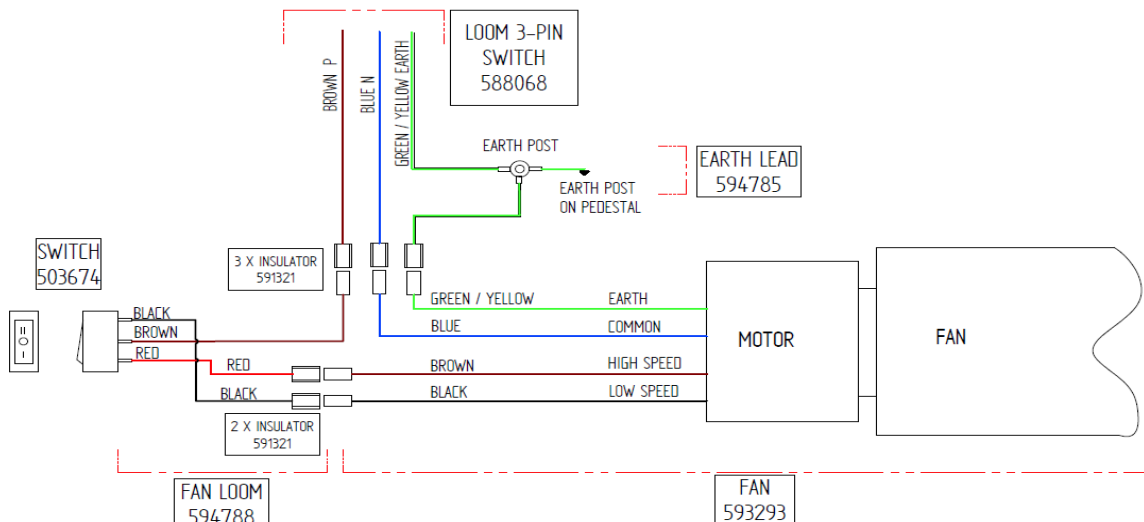 LOOM 3-PIN
SWITCH
588068
BROWN P
BLUE N
GREEN / YELLOW EARTH
EARTH POST
EARTH POST
ON PEDESTAL
EARTH LEAD
594785
SWITCH
503674
3 X INSULATOR
591321
BLACK
BROWN
RED
GREEN / YELLOW
EARTH
BLUE
COMMON
RED
BROWN
HIGH SPEED
BLACK
BLACK
LOW SPEED
MOTOR
FAN
2 X INSULATOR
591321
FAN LOOM
594788
FAN
593293